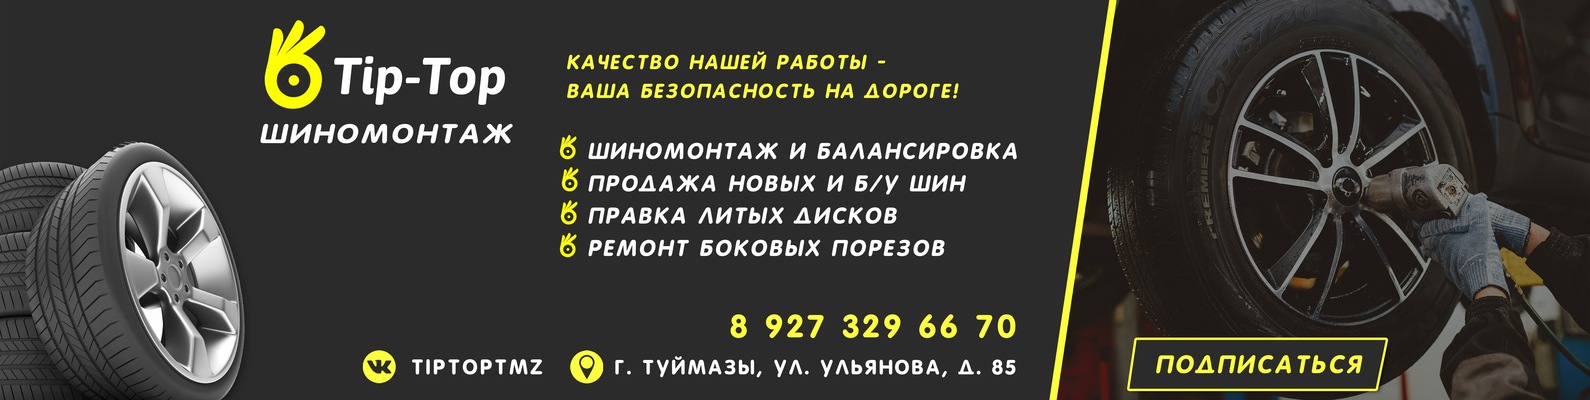 Tip-Top
ШИНОМОНТАЖ
КАЧЕСТВО НАШЕЙ РАБОТЫ -
ВАША БЕЗОПАСНОСТЬ НА ДОРОГЕ!
ШИНОМОНТАЖ И БАЛАНСИРОВКА
ПРОДАЖА НОВЫХ И Б/У ШИН
ПРАВКА ЛИТЫХ ДИСКОВ
РЕМОНТ БОКОВЫХ ПОРЕЗОВ
8 927 329 66 70
TIPTOPTMZ
Г. ТУЙМАЗЫ, УЛ. УЛЬЯНОВА, Д. 85
ПОДПИСАТЬСЯ